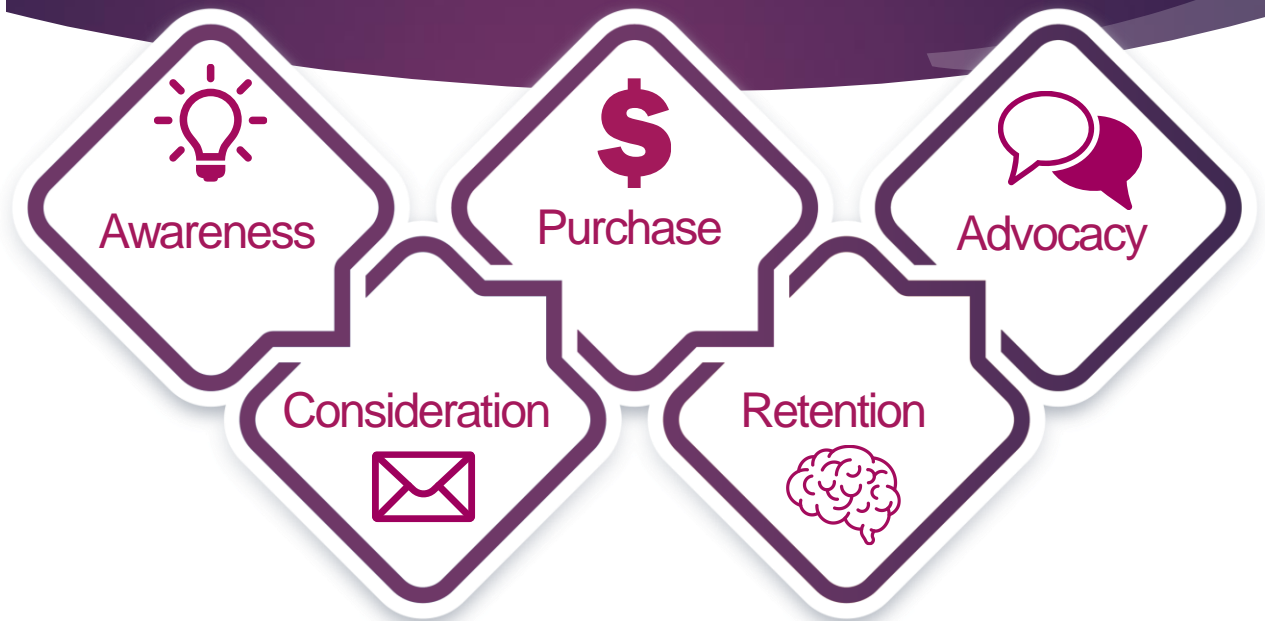 Awareness
Consideration
Purchase
Retention
Advocacy